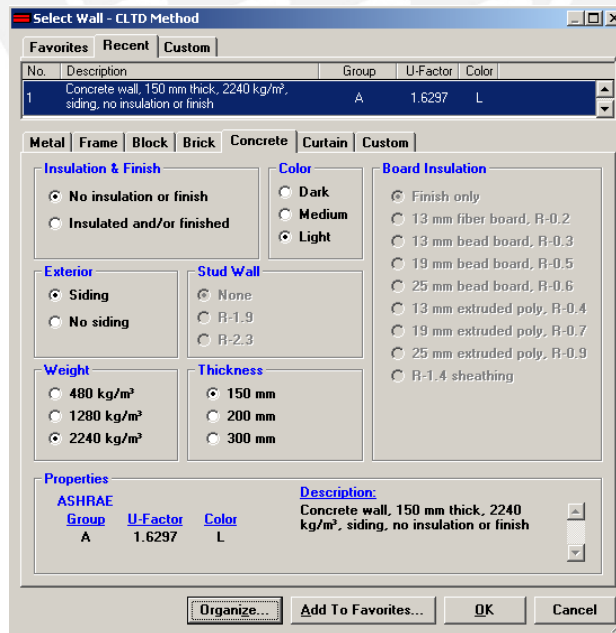 Select Wall - CLTD Method
Favorites Recent Custom
No. Description Group U-Factor Color
1 Concrete wall, 150 mm thick, 2240 kg/m³, siding, no insulation or finish A 1.6297 L
Metal Frame Block Brick Concrete Curtain Custom
Insulation & Finish
No insulation or finish
Insulated and/or finished
Color
Dark
Medium
Light
Board Insulation
Finish only
13 mm fiber board, R-0.2
13 mm bead board, R-0.3
19 mm bead board, R-0.5
25 mm bead board, R-0.6
13 mm extruded poly, R-0.4
19 mm extruded poly, R-0.7
25 mm extruded poly, R-0.9
R-1.4 sheathing
Exterior
Siding
No siding
Stud Wall
None
R-1.9
R-2.3
Weight
480 kg/m³
1280 kg/m³
2240 kg/m³
Thickness
150 mm
200 mm
300 mm
Properties
ASHRAE
Group U-Factor Color
A 1.6297 L
Description:
Concrete wall, 150 mm thick, 2240
kg/m³, siding, no insulation or finish
Organize... Add To Favorites... OK Cancel